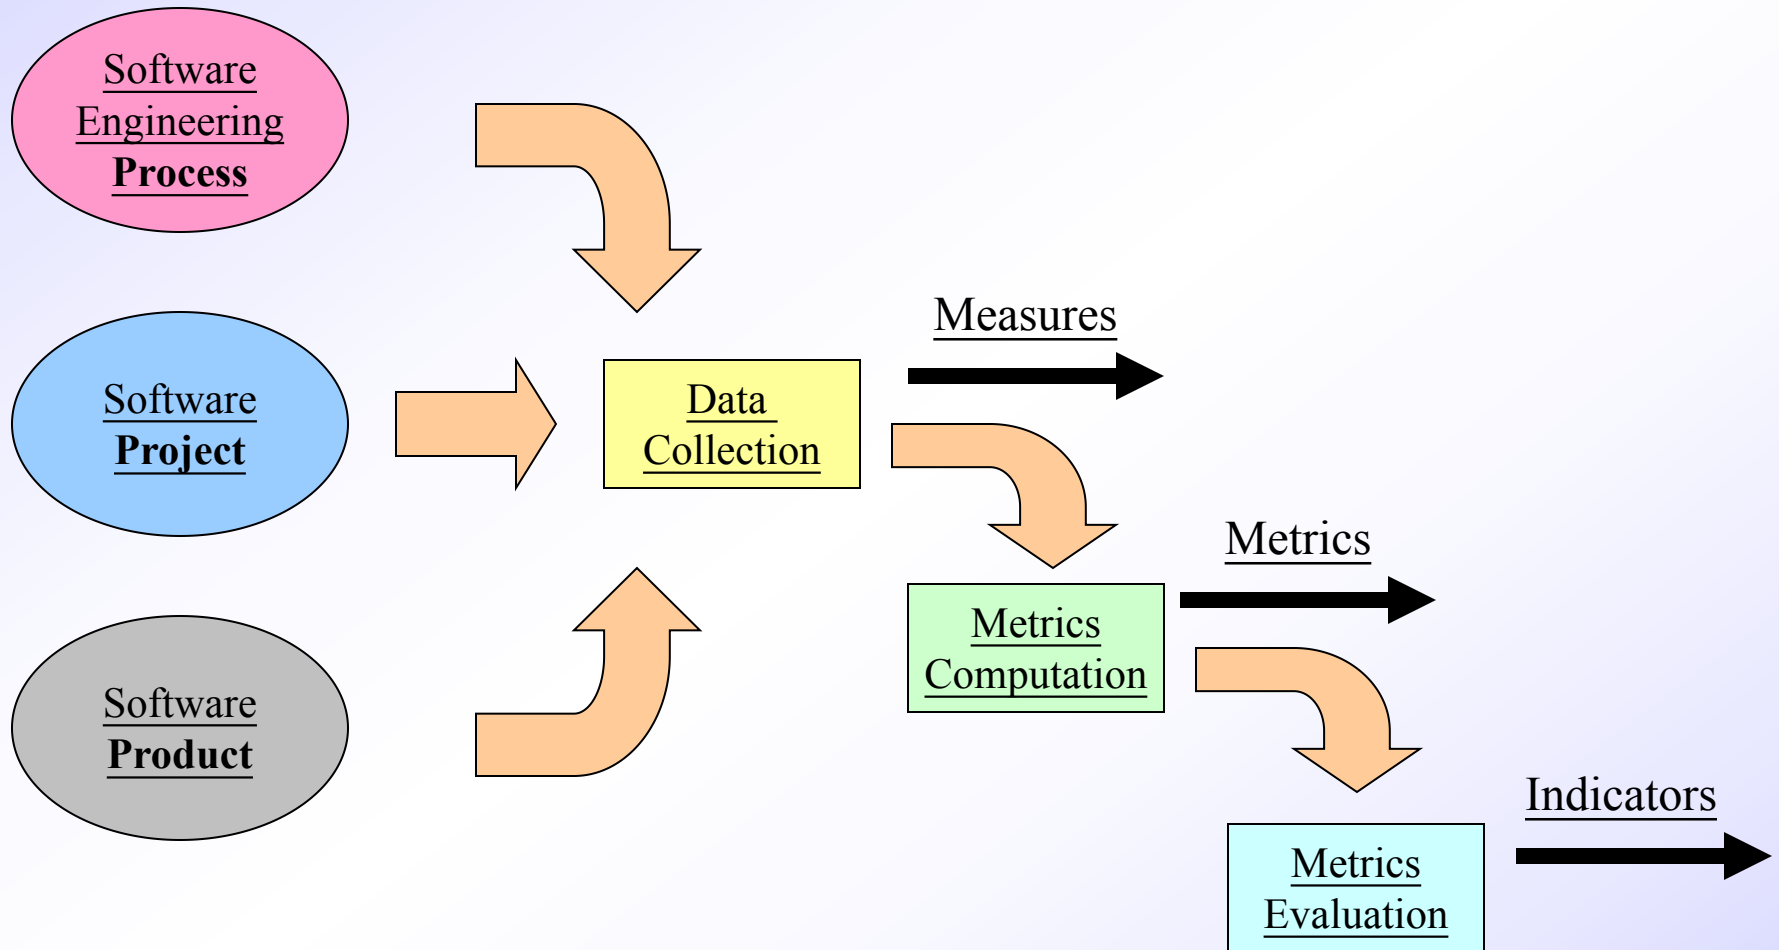 Software
Engineering
Process
Software
Project
Software
Product
Data
Collection
Measures
Metrics
Computation
Metrics
Metrics
Evaluation
Indicators